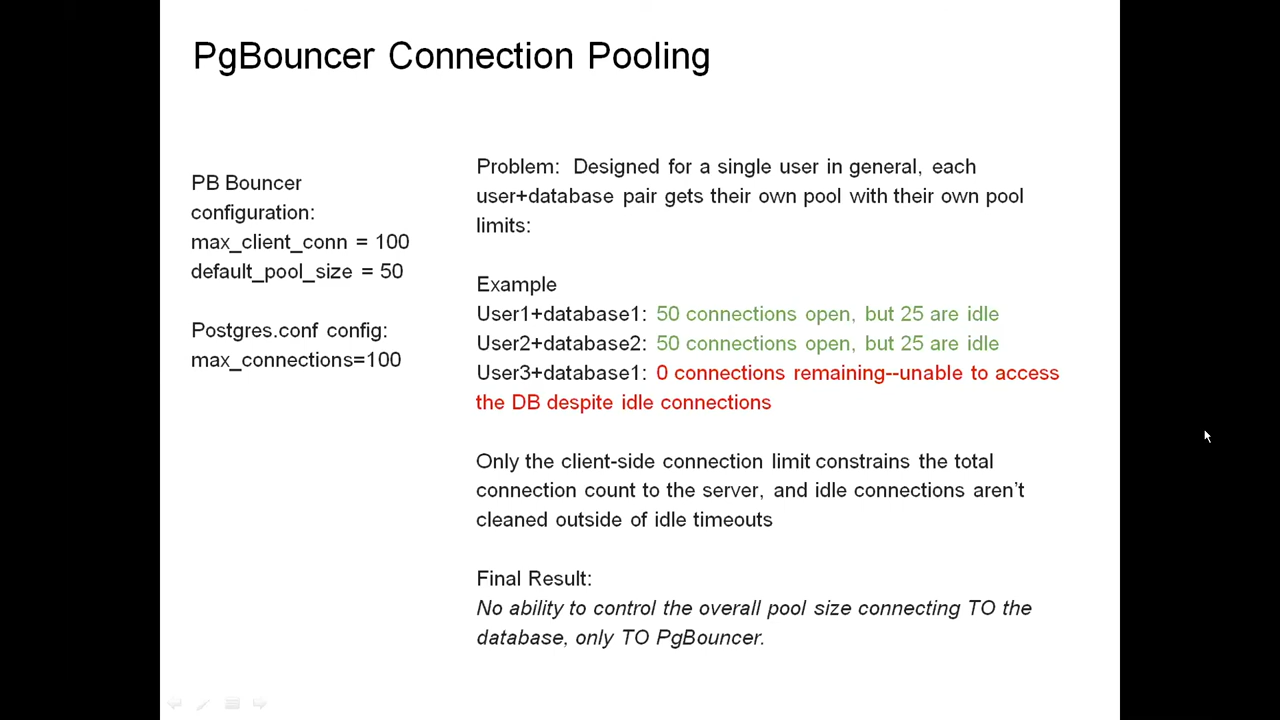 PgBouncer Connection Pooling
PB Bouncer
configuration:
max_client_conn = 100
default_pool_size = 50
Postgres.conf config:
max_connections=100
Problem:  Designed for a single user in general, each
user+database pair gets their own pool with their own pool
limits:
Example
User1+database1: 50 connections open, but 25 are idle
User2+database2: 50 connections open, but 25 are idle
User3+database1: 0 connections remaining--unable to access
the DB despite idle connections
Only the client-side connection limit constrains the total
connection count to the server, and idle connections aren’t
cleaned outside of idle timeouts
Final Result:
No ability to control the overall pool size connecting TO the
database, only TO PgBouncer.